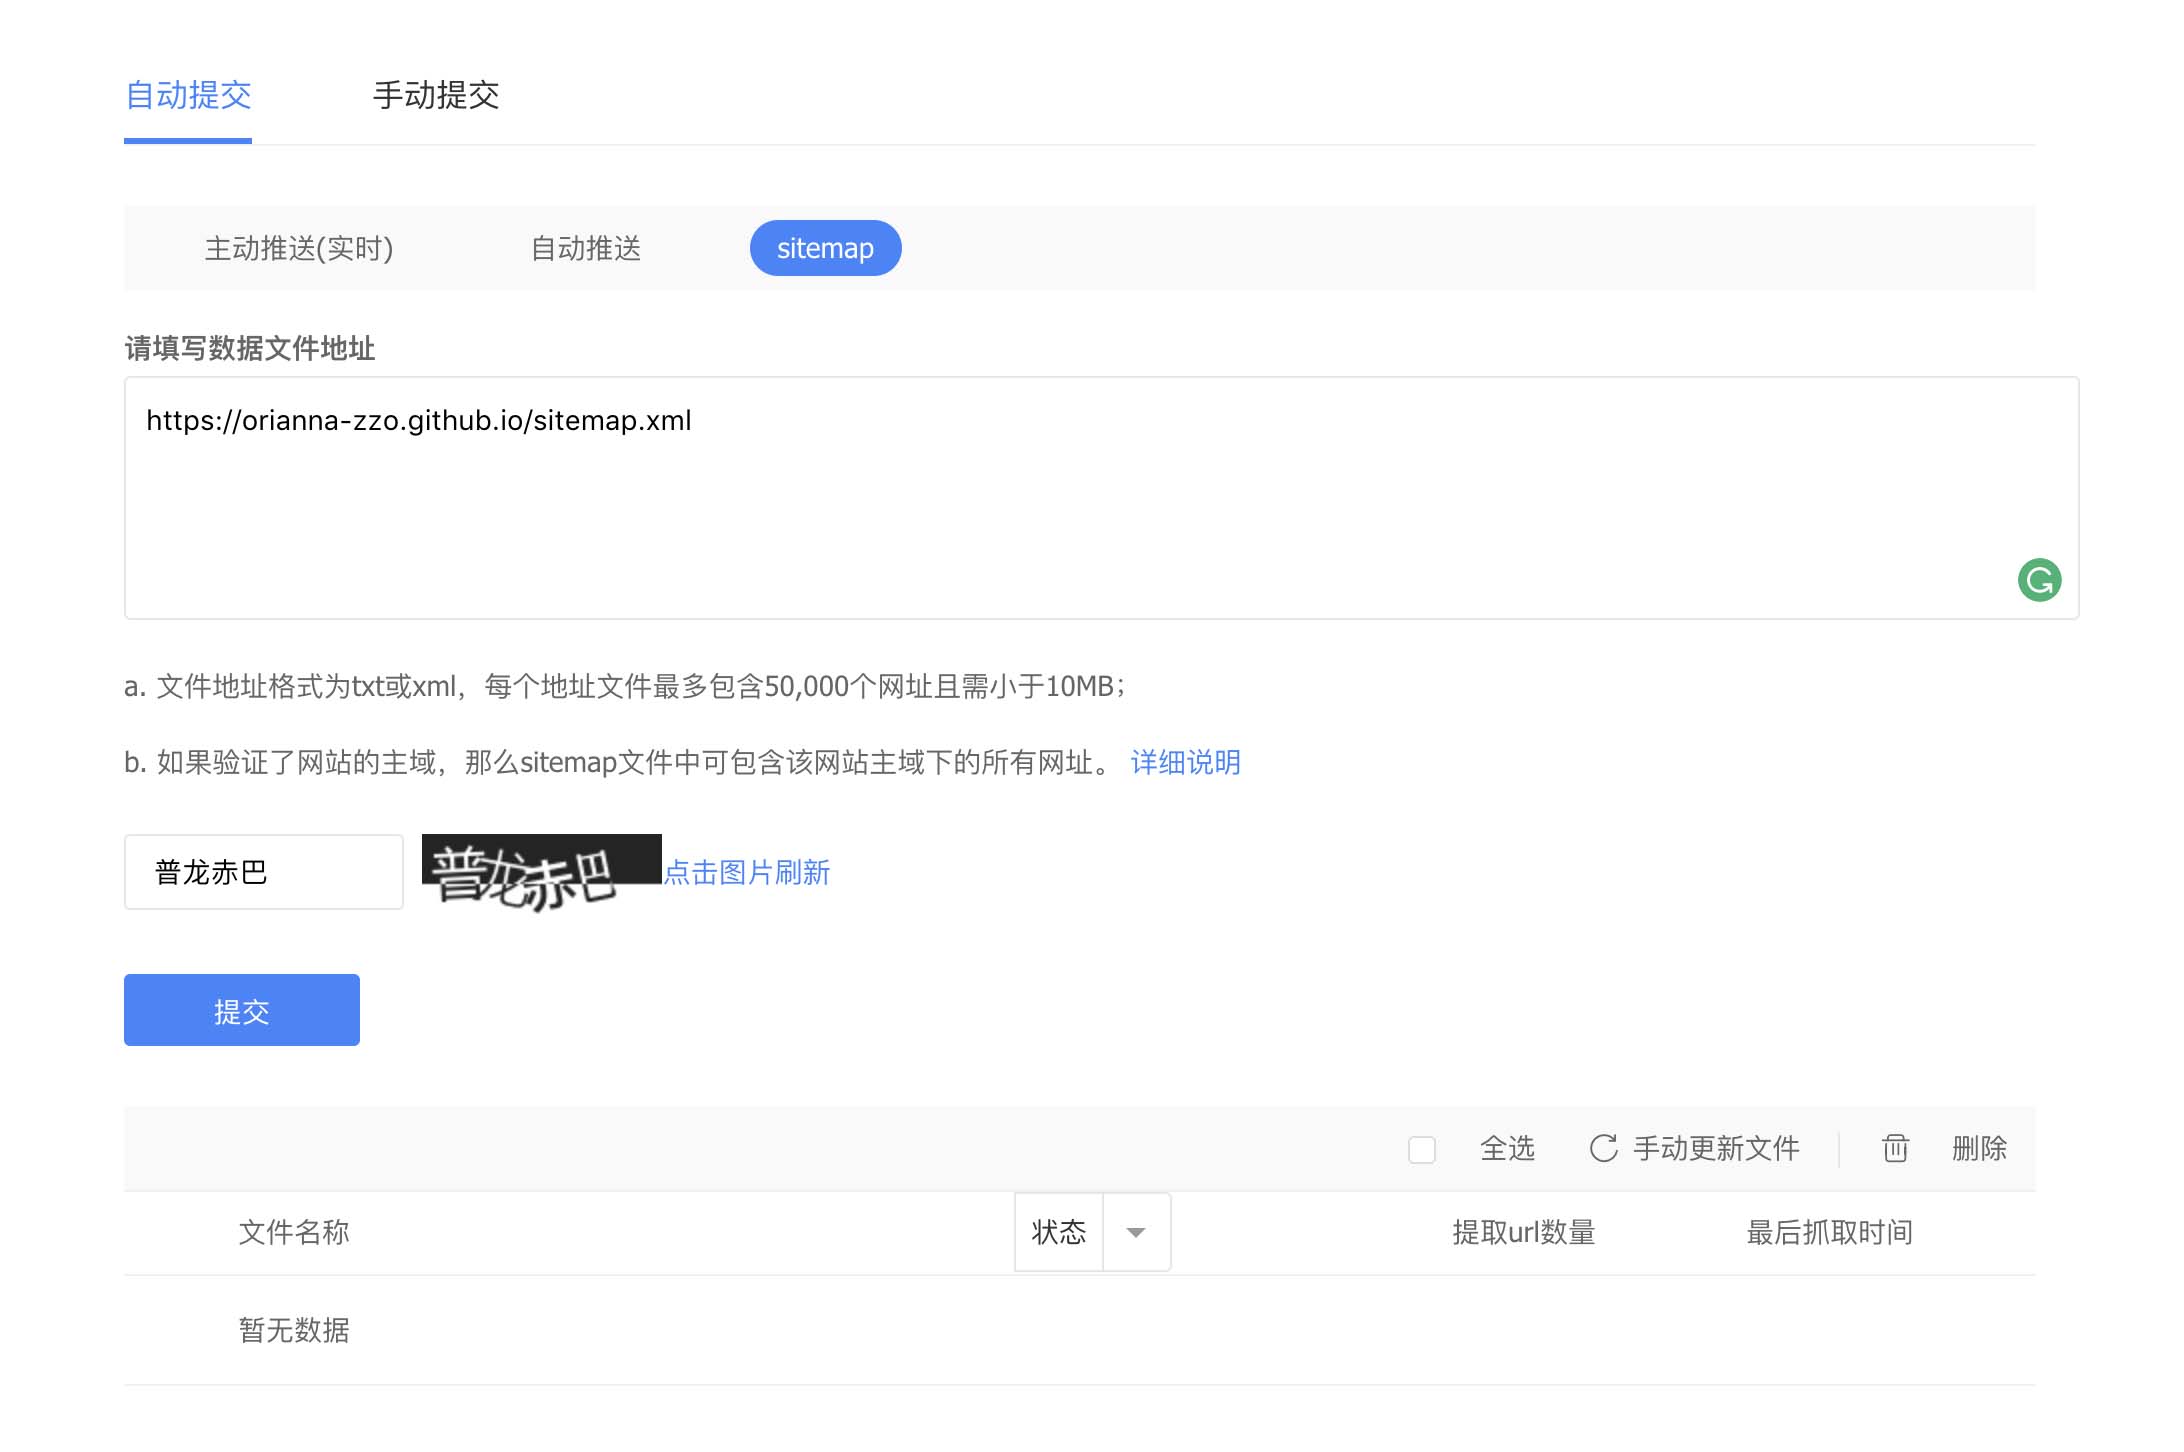 自动提交 手动提交
主动推送(实时) 自动推送 sitemap
请填写数据文件地址
https://orianna-zzo.github.io/sitemap.xml
a. 文件地址格式为txt或xml，每个地址文件最多包含50,000个网址且需小于10MB；
b. 如果验证了网站的主域，那么sitemap文件中可包含该网站主域下的所有网址。 详细说明
普龙赤巴 普龙赤巴 点击图片刷新
提交
全选 手动更新文件 删除
文件名称 状态 提取url数量 最后抓取时间
暂无数据